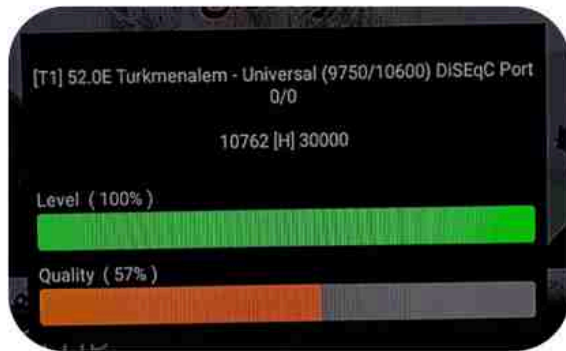 [T1] 52.0E Turkmenalem - Universal (9750/10600) DiSEqC Port
0/0
10762 [H] 30000
Level ( 100% )
Quality ( 57% )